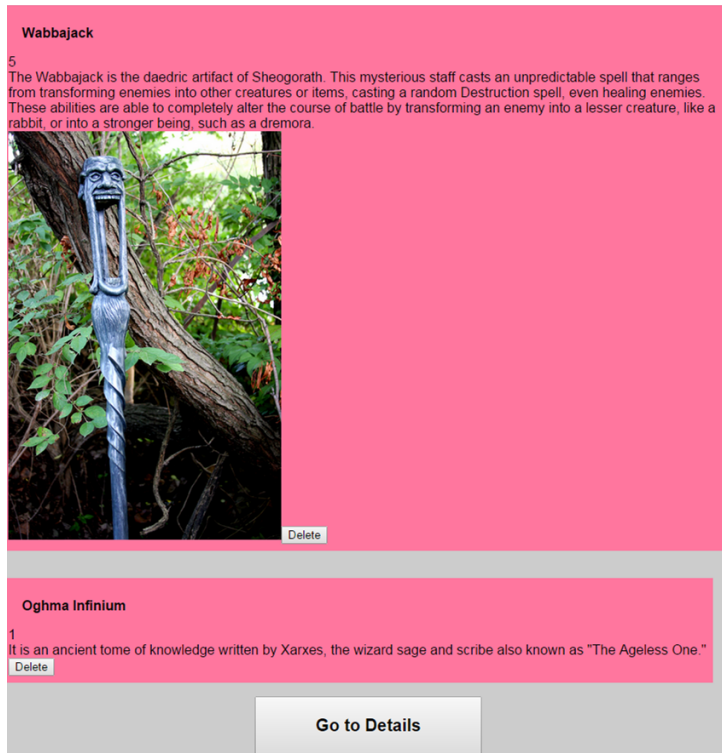 Wabbajack
5
The Wabbajack is the daedric artifact of Sheogorath. This mysterious staff casts an unpredictable spell that ranges
from transforming enemies into other creatures or items, casting a random Destruction spell, even healing enemies.
These abilities are able to completely alter the course of battle by transforming an enemy into a lesser creature, like a
rabbit, or into a stronger being, such as a dremora.
Delete
Oghma Infinium
1
It is an ancient tome of knowledge written by Xarxes, the wizard sage and scribe also known as "The Ageless One."
Delete
Go to Details